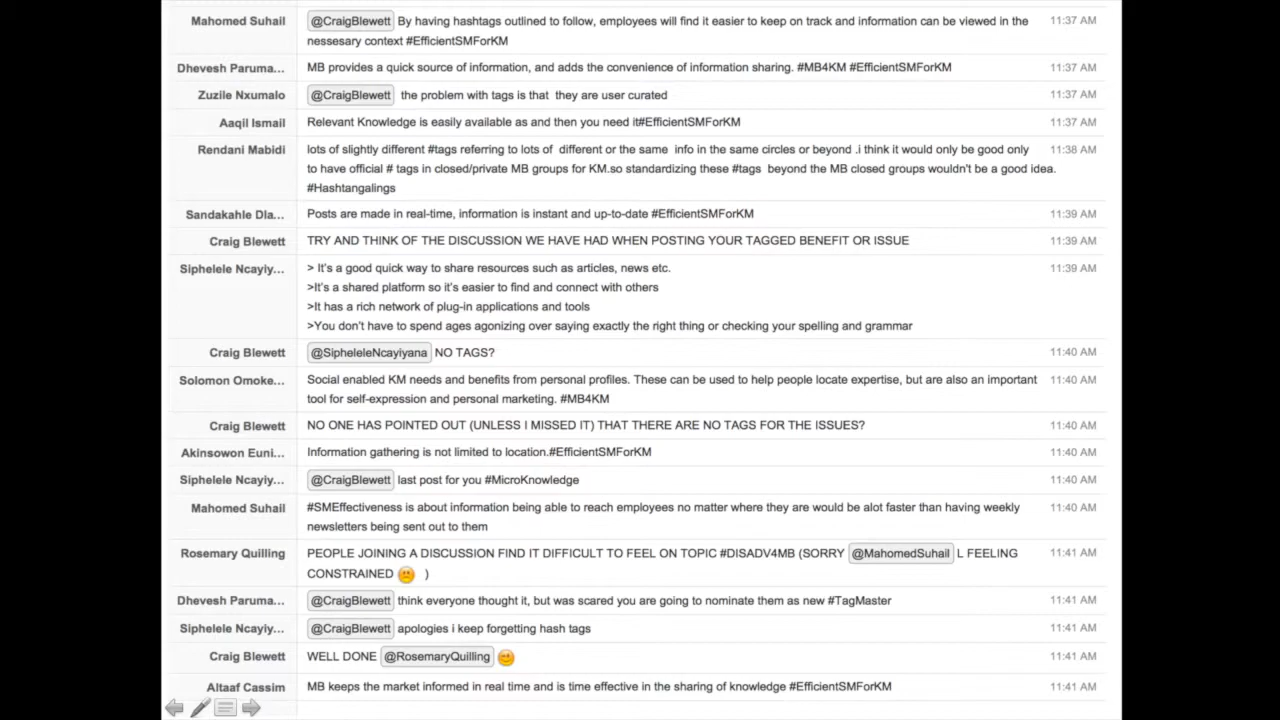 Mahomed Suhail @CraigBlewett By having hashtags outlined to follow, employees will find it easier to keep on track and information can be viewed in the 11:37 AM
nessesary context #EfficientSMForKM
Dhevesh Paruma... MB provides a quick source of information, and adds the convenience of information sharing. #MB4KM #EfficientSMForKM 11:37 AM
Zuzile Nxumalo @CraigBlewett the problem with tags is that they are user curated 11:37 AM
Aaqil Ismail Relevant Knowledge is easily available as and then you need it#EfficientSMForKM 11:37 AM
Rendani Mabidi lots of slightly different #tags referring to lots of different or the same info in the same circles or beyond .i think it would only be good only 11:38 AM
to have official # tags in closed/private MB groups for KM.so standardizing these #tags beyond the MB closed groups wouldn't be a good idea.
#Hashtangalings
Sandakahle Dla... Posts are made in real-time, information is instant and up-to-date #EfficientSMForKM 11:39 AM
Craig Blewett TRY AND THINK OF THE DISCUSSION WE HAVE HAD WHEN POSTING YOUR TAGGED BENEFIT OR ISSUE 11:39 AM
Siphelele Ncayiy... > It's a good quick way to share resources such as articles, news etc. 11:39 AM
>It's a shared platform so it's easier to find and connect with others
>It has a rich network of plug-in applications and tools
>You don't have to spend ages agonizing over saying exactly the right thing or checking your spelling and grammar
Craig Blewett @SipheleleNcayiyana NO TAGS? 11:40 AM
Solomon Omoke... Social enabled KM needs and benefits from personal profiles. These can be used to help people locate expertise, but are also an important 11:40 AM
tool for self-expression and personal marketing. #MB4KM
Craig Blewett NO ONE HAS POINTED OUT (UNLESS I MISSED IT) THAT THERE ARE NO TAGS FOR THE ISSUES? 11:40 AM
Akinsowon Euni... Information gathering is not limited to location.#EfficientSMForKM 11:40 AM
Siphelele Ncayiy... @CraigBlewett last post for you #MicroKnowledge 11:40 AM
Mahomed Suhail #SMEffectiveness is about information being able to reach employees no matter where they are would be alot faster than having weekly 11:40 AM
newsletters being sent out to them
Rosemary Quilling PEOPLE JOINING A DISCUSSION FIND IT DIFFICULT TO FEEL ON TOPIC #DISADV4MB (SORRY @MahomedSuhail L FEELING 11:41 AM
CONSTRAINED )
Dhevesh Paruma... @CraigBlewett think everyone thought it, but was scared you are going to nominate them as new #TagMaster 11:41 AM
Siphelele Ncayiy... @CraigBlewett apologies i keep forgetting hash tags 11:41 AM
Craig Blewett WELL DONE @RosemaryQuilling 11:41 AM
Altaaf Cassim MB keeps the market informed in real time and is time effective in the sharing of knowledge #EfficientSMForKM 11:41 AM